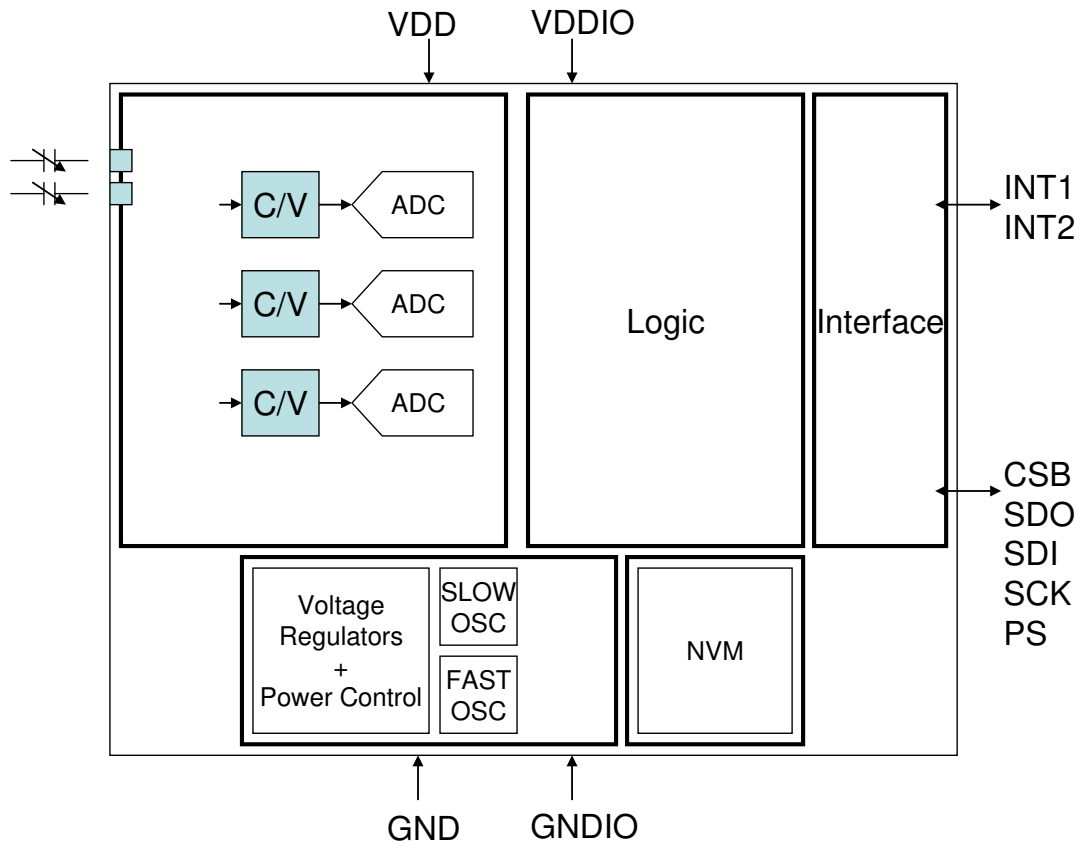 VDD
VDDIO
C/V
ADC
C/V
ADC
C/V
ADC
Logic
Interface
INT1
INT2
CSB
SDO
SDI
SCK
PS
Voltage
Regulators
+
Power Control
SLOW
OSC
FAST
OSC
NVM
GND
GNDIO